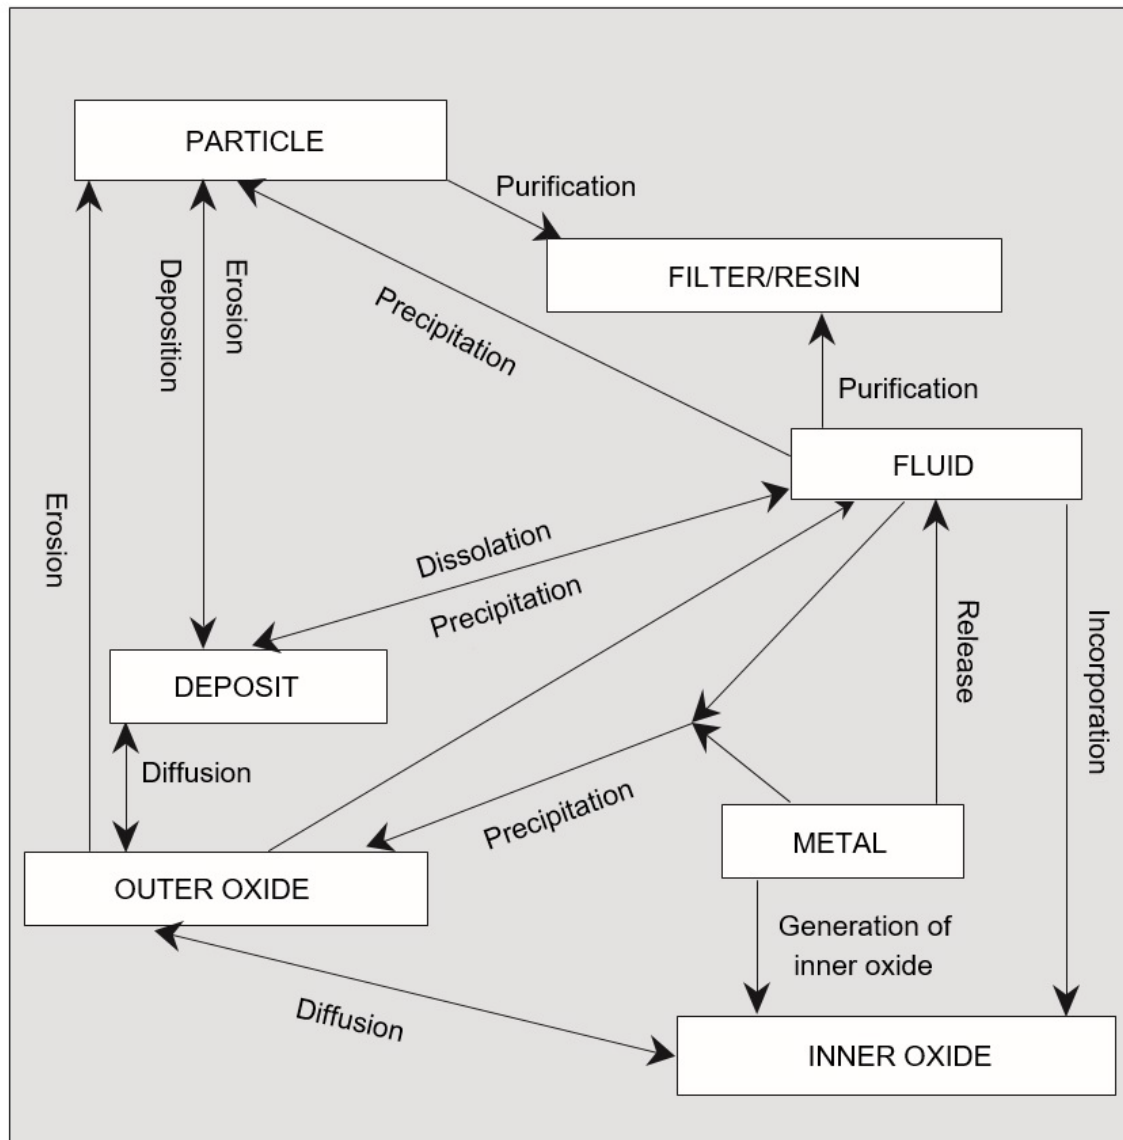 PARTICLE
Purification
FILTER/RESIN
Deposition
Erosion
Precipitation
Purification
FLUID
Erosion
Dissolation
Precipitation
Release
Incorporation
DEPOSIT
Diffusion
Precipitation
METAL
OUTER OXIDE
Generation of
inner oxide
Diffusion
INNER OXIDE